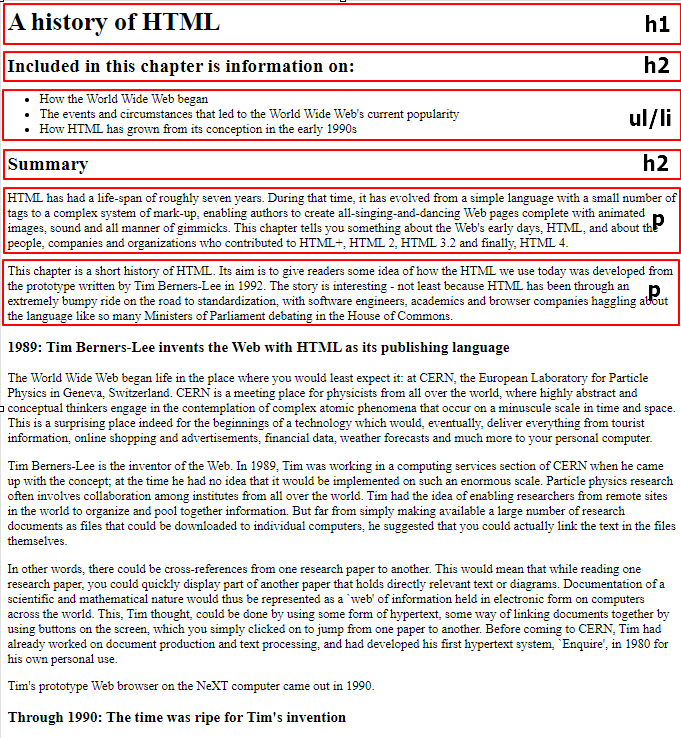 A history of HTML h1
Included in this chapter is information on: h2
• How the World Wide Web began
• The events and circumstances that led to the World Wide Web's current popularity ul/li
• How HTML has grown from its conception in the early 1990s
Summary h2
HTML has had a life-span of roughly seven years. During that time, it has evolved from a simple language with a small number of
tags to a complex system of mark-up, enabling authors to create all-singing-and-dancing Web pages complete with animated
images, sound and all manner of gimmicks. This chapter tells you something about the Web's early days, HTML, and about the p
people, companies and organizations who contributed to HTML+, HTML 2, HTML 3.2 and finally, HTML 4.
This chapter is a short history of HTML. Its aim is to give readers some idea of how the HTML we use today was developed from
the prototype written by Tim Berners-Lee in 1992. The story is interesting - not least because HTML has been through an p
extremely bumpy ride on the road to standardization, with software engineers, academics and browser companies haggling about
the language like so many Ministers of Parliament debating in the House of Commons.
1989: Tim Berners-Lee invents the Web with HTML as its publishing language
The World Wide Web began life in the place where you would least expect it: at CERN, the European Laboratory for Particle
Physics in Geneva, Switzerland. CERN is a meeting place for physicists from all over the world, where highly abstract and
conceptual thinkers engage in the contemplation of complex atomic phenomena that occur on a minuscule scale in time and space.
This is a surprising place indeed for the beginnings of a technology which would, eventually, deliver everything from tourist
information, online shopping and advertisements, financial data, weather forecasts and much more to your personal computer.
Tim Berners-Lee is the inventor of the Web. In 1989, Tim was working in a computing services section of CERN when he came
up with the concept; at the time he had no idea that it would be implemented on such an enormous scale. Particle physics research
often involves collaboration among institutes from all over the world. Tim had the idea of enabling researchers from remote sites
in the world to organize and pool together information. But far from simply making available a large number of research
documents as files that could be downloaded to individual computers, he suggested that you could actually link the text in the files
themselves.
In other words, there could be cross-references from one research paper to another. This would mean that while reading one
research paper, you could quickly display part of another paper that holds directly relevant text or diagrams. Documentation of a
scientific and mathematical nature would thus be represented as a `web' of information held in electronic form on computers
across the world. This, Tim thought, could be done by using some form of hypertext, some way of linking documents together by
using buttons on the screen, which you simply clicked on to jump from one paper to another. Before coming to CERN, Tim had
already worked on document production and text processing, and had developed his first hypertext system, `Enquire', in 1980 for
his own personal use.
Tim's prototype Web browser on the NeXT computer came out in 1990.
Through 1990: The time was ripe for Tim's invention